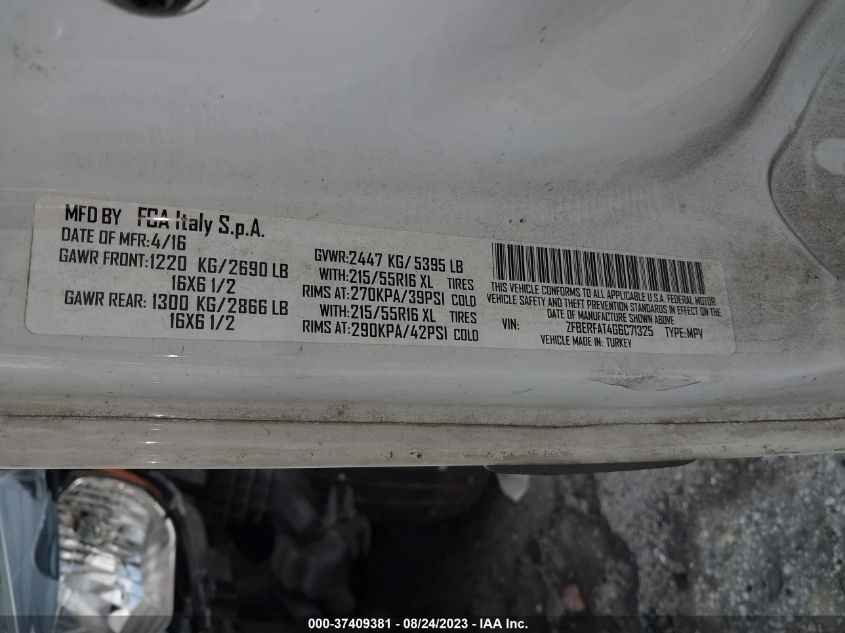 MFD BY FCA Italy S.p.A.
DATE OF MFR:4/16
GAWR FRONT:1220 KG/2690 LB
16X6 1/2
GAWR REAR: 1300 KG/2866 LB
16X6 1/2
GVWR:2447 KG/5395 LB
WITH:215/55R16 XL TIRES
RIMS AT:270KPA/39PSI COLD
WITH:215/55R16 XL TIRES
RIMS AT:290KPA/42PSI COLD
THIS VEHICLE CONFORMS TO ALL APPLICABLE U.S.A. FEDERAL MOTOR
VEHICLE SAFETY AND THEFT PREVENTION STANDARDS IN EFFECT ON THE
DATE OF MANUFACTURE SHOWN ABOVE
VIN: ZFBERFAT4G6C71325 TYPE:MPV
VEHICLE MADE IN: TURKEY
000-37409381 - 08/24/2023 - IAA Inc.